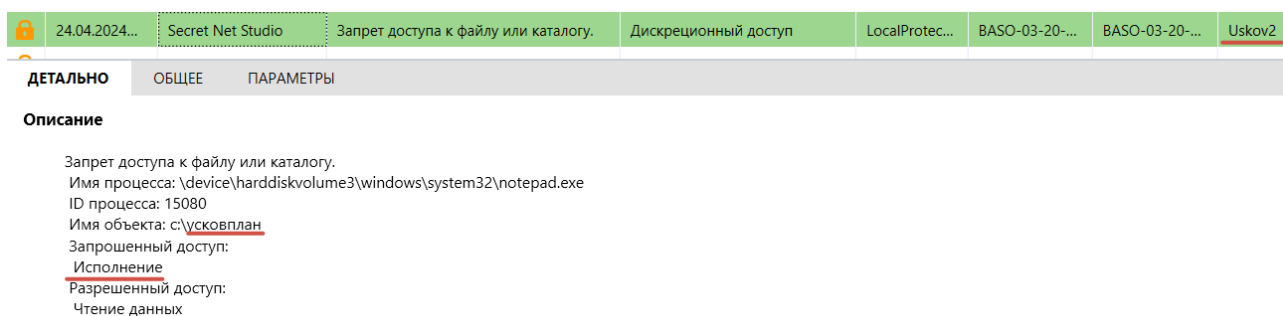 24.04.2024... Secret Net Studio Запрет доступа к файлу или каталогу. Дискреционный доступ LocalProtec... BASO-03-20-... BASO-03-20-... Uskov2
ДЕТАЛЬНО ОБЩЕЕ ПАРАМЕТРЫ
Описание
Запрет доступа к файлу или каталогу.
Имя процесса: \device\harddiskvolume3\windows\system32\notepad.exe
ID процесса: 15080
Имя объекта: c:\усковплан
Запрошенный доступ:
Исполнение
Разрешенный доступ:
Чтение данных